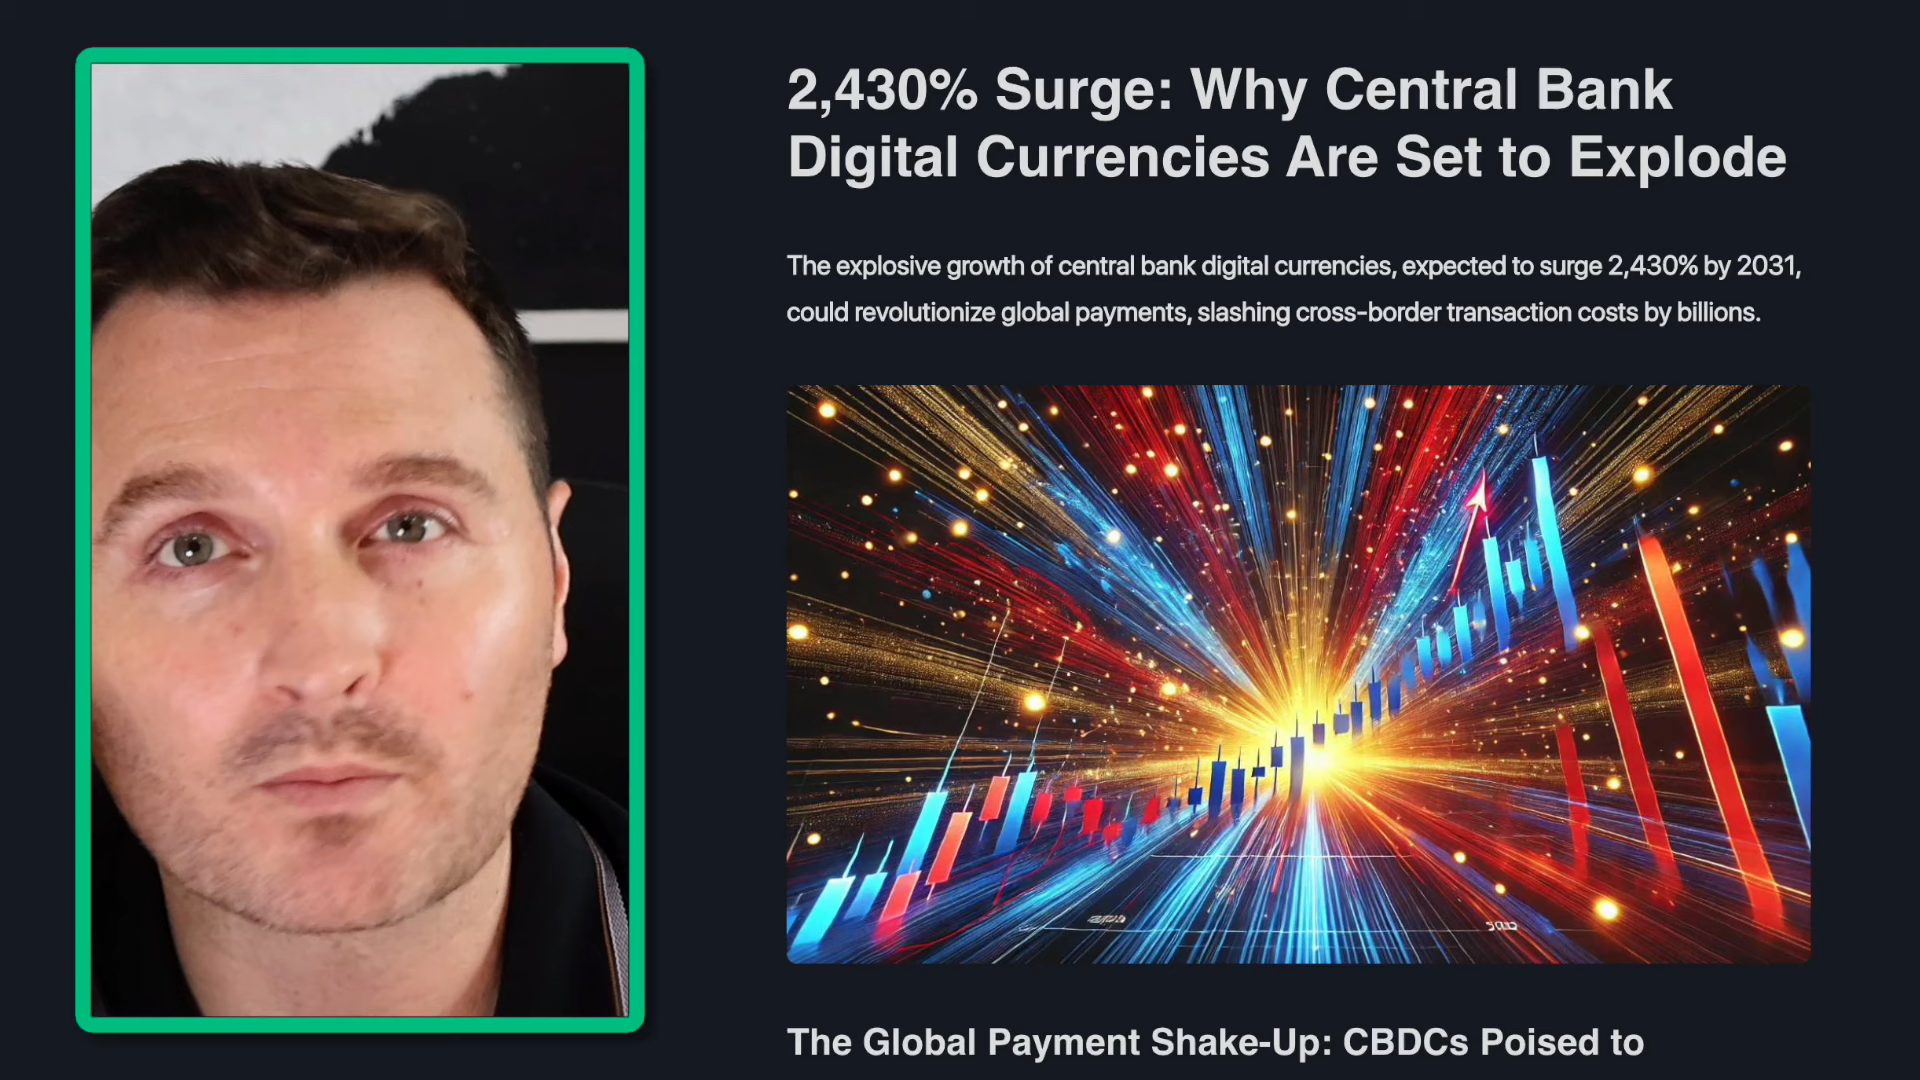 2,430% Surge: Why Central Bank
Digital Currencies Are Set to Explode
The explosive growth of central bank digital currencies, expected to surge 2,430% by 2031,
could revolutionize global payments, slashing cross-border transaction costs by billions.
The Global Payment Shake-Up: CBDCs Poised to